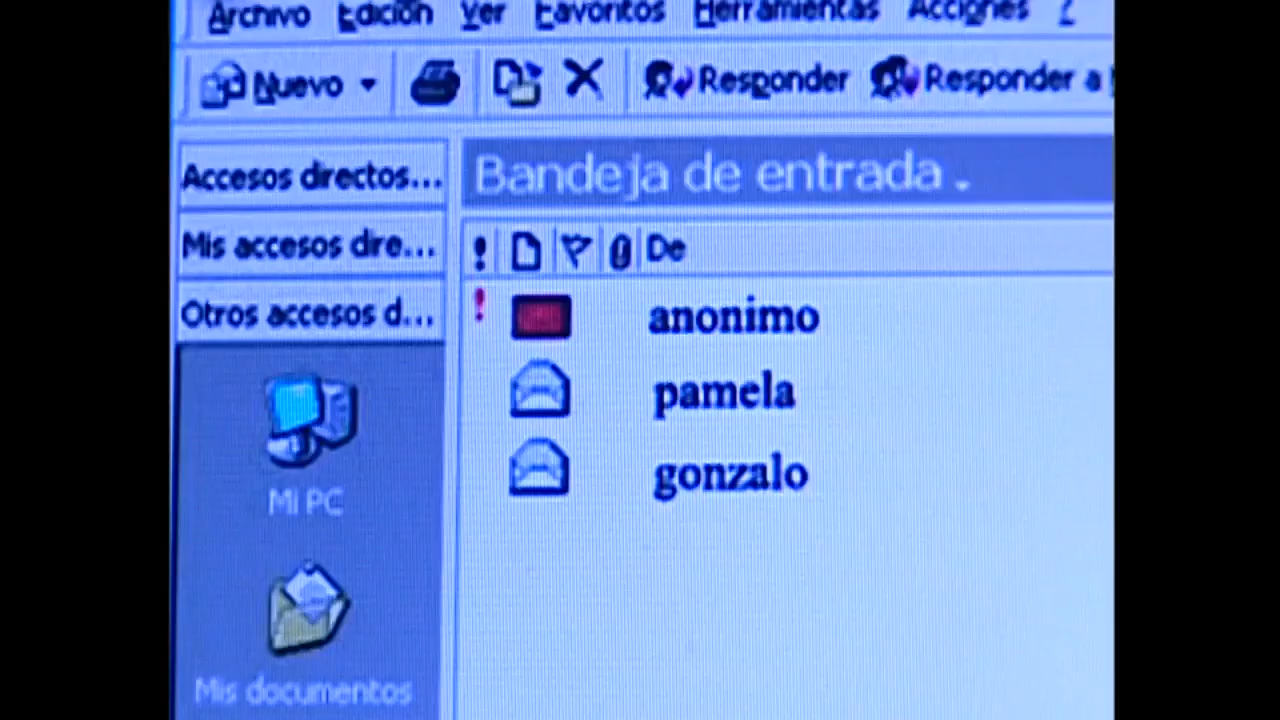 Archivo Edición Ver Favoritos Herramientas Acciones ?
Nuevo Responder Responder a
Accesos directos...
Mis accesos dire...
Otros accesos d...
Mi PC
Mis documentos
Bandeja de entrada .
! De
! anonimo
pamela
gonzalo